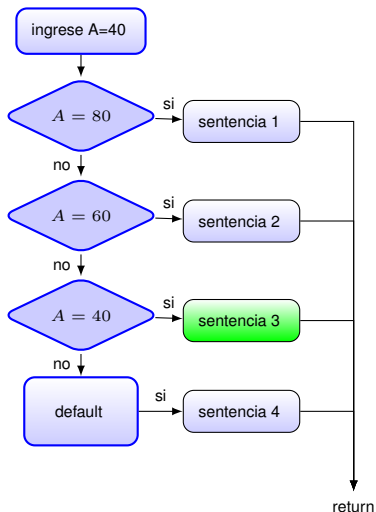 ingrese A=40
A = 80
si
sentencia 1
no
A = 60
si
sentencia 2
no
A = 40
si
sentencia 3
no
default
si
sentencia 4
return